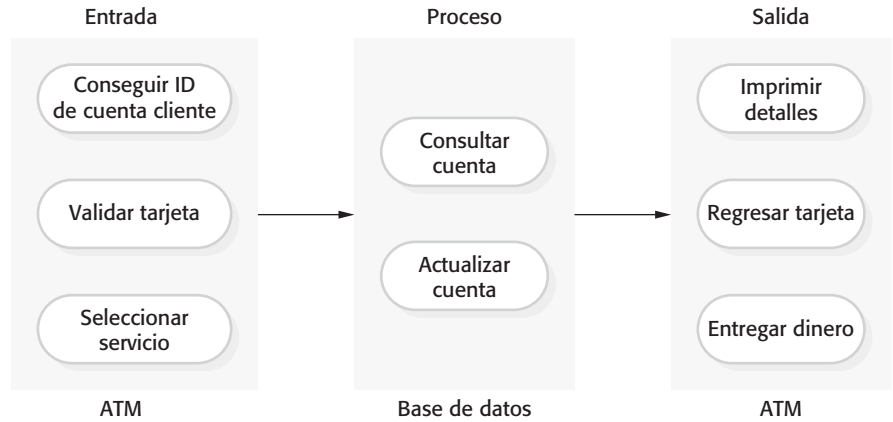 Entrada
Conseguir ID
de cuenta cliente
Validar tarjeta
Seleccionar
servicio
ATM
Proceso
Consultar
cuenta
Actualizar
cuenta
Base de datos
Salida
Imprimir
detalles
Regresar tarjeta
Entregar dinero
ATM